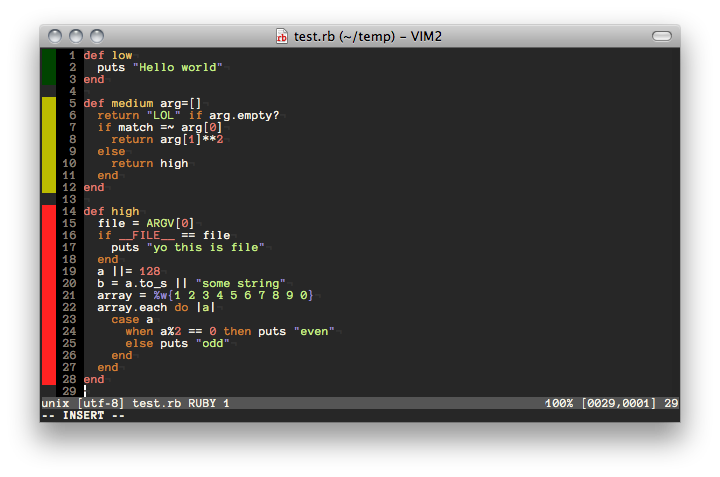 test.rb (~/temp) – VIM2
1 def low¬
2   puts "Hello world"¬
3 end¬
4 ¬
5 def medium arg=[]¬
6   return "LOL" if arg.empty?¬
7   if match =~ arg[0]¬
8     return arg[1]**2¬
9   else¬
10     return high¬
11   end¬
12 end¬
13 ¬
14 def high¬
15   file = ARGV[0]¬
16   if __FILE__ == file¬
17     puts "yo this is file"¬
18   end¬
19   a ||= 128¬
20   b = a.to_s || "some string"¬
21   array = %w{1 2 3 4 5 6 7 8 9 0}¬
22   array.each do |a|¬
23     case a¬
24       when a%2 == 0 then puts "even"¬
25       else puts "odd"¬
26     end¬
27   end¬
28 end¬
29
unix [utf-8] test.rb RUBY 1 100% [0029,0001] 29
-- INSERT --